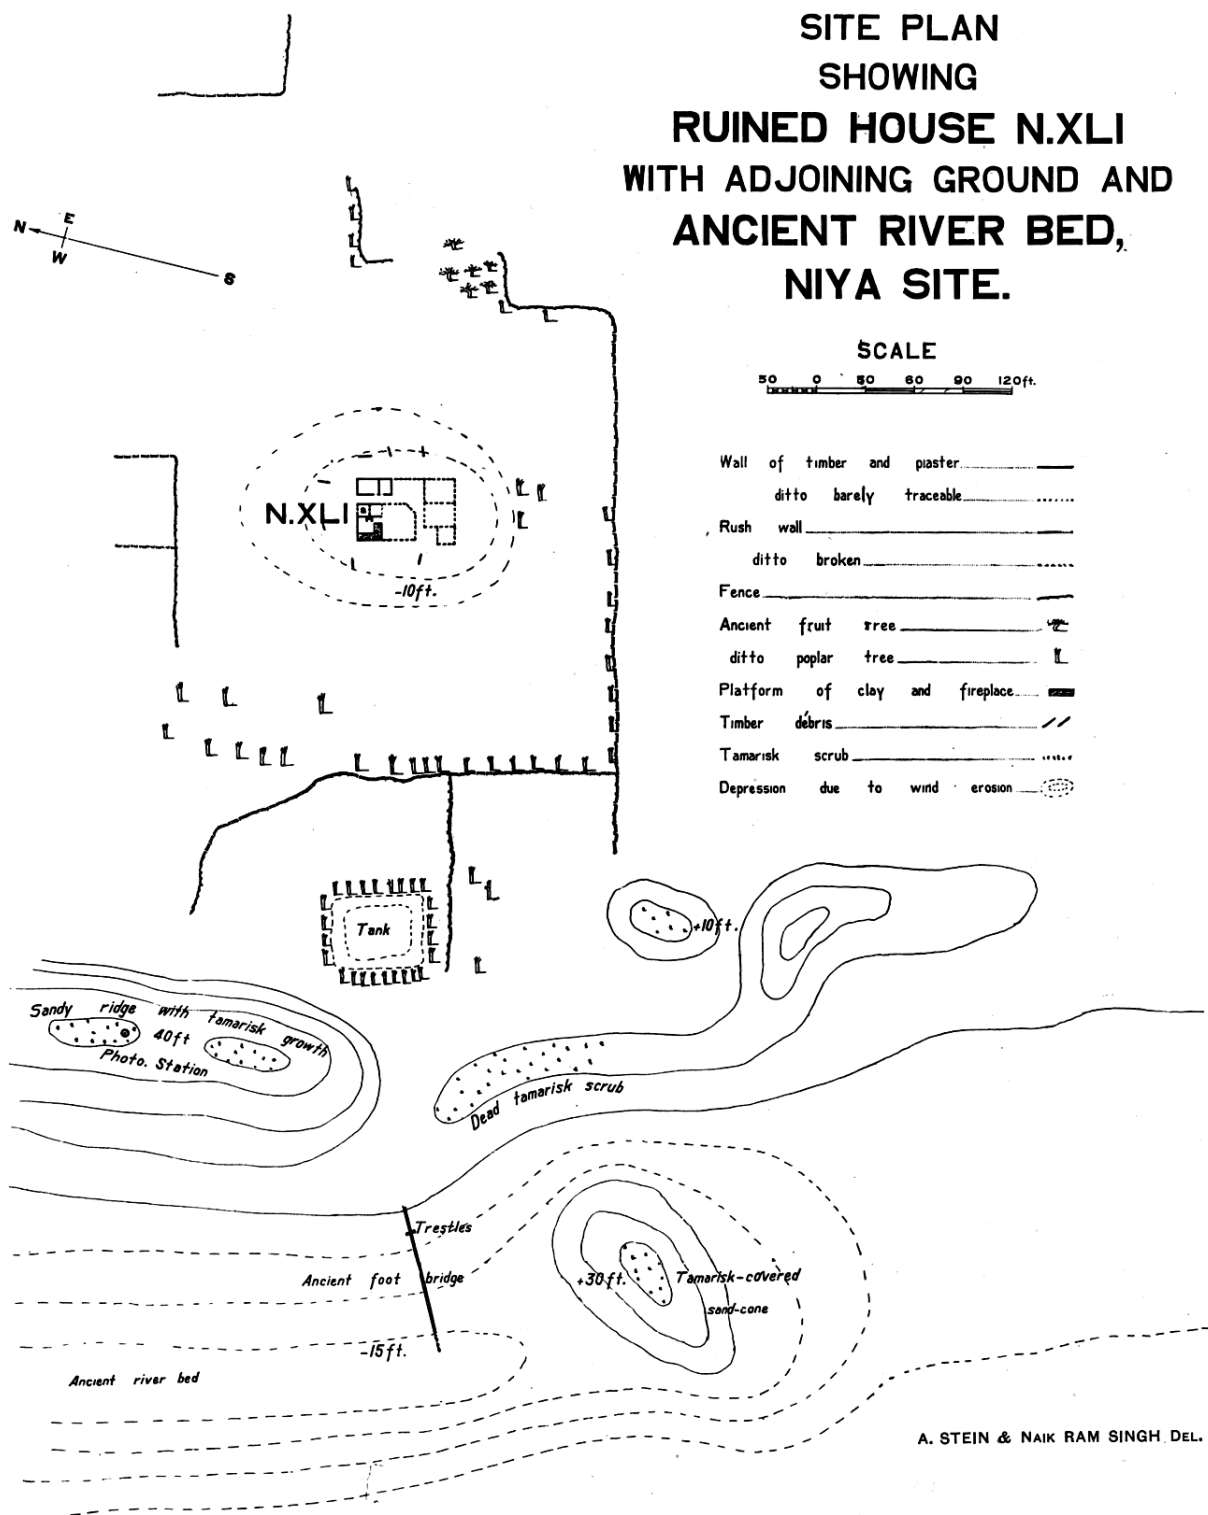 SITE PLAN
SHOWING
RUINED HOUSE N.XLI
WITH ADJOINING GROUND AND
ANCIENT RIVER BED,
NIYA SITE.
N
E
W
S
SCALE
50 0 50 60 90 120ft.
Wall of timber and plaster
ditto barely traceable
Rush wall
ditto broken
Fence
Ancient fruit tree
ditto poplar tree
Platform of clay and fireplace
Timber débris
Tamarisk scrub
Depression due to wind erosion
N.XLI
-10ft.
Tank
+10ft.
Sandy ridge with tamarisk growth
40ft
Photo. Station
Dead tamarisk scrub
Trestles
Ancient foot bridge
+30ft.
Tamarisk-covered
sand-cone
-15ft.
Ancient river bed
A. STEIN & NAIK RAM SINGH DEL.